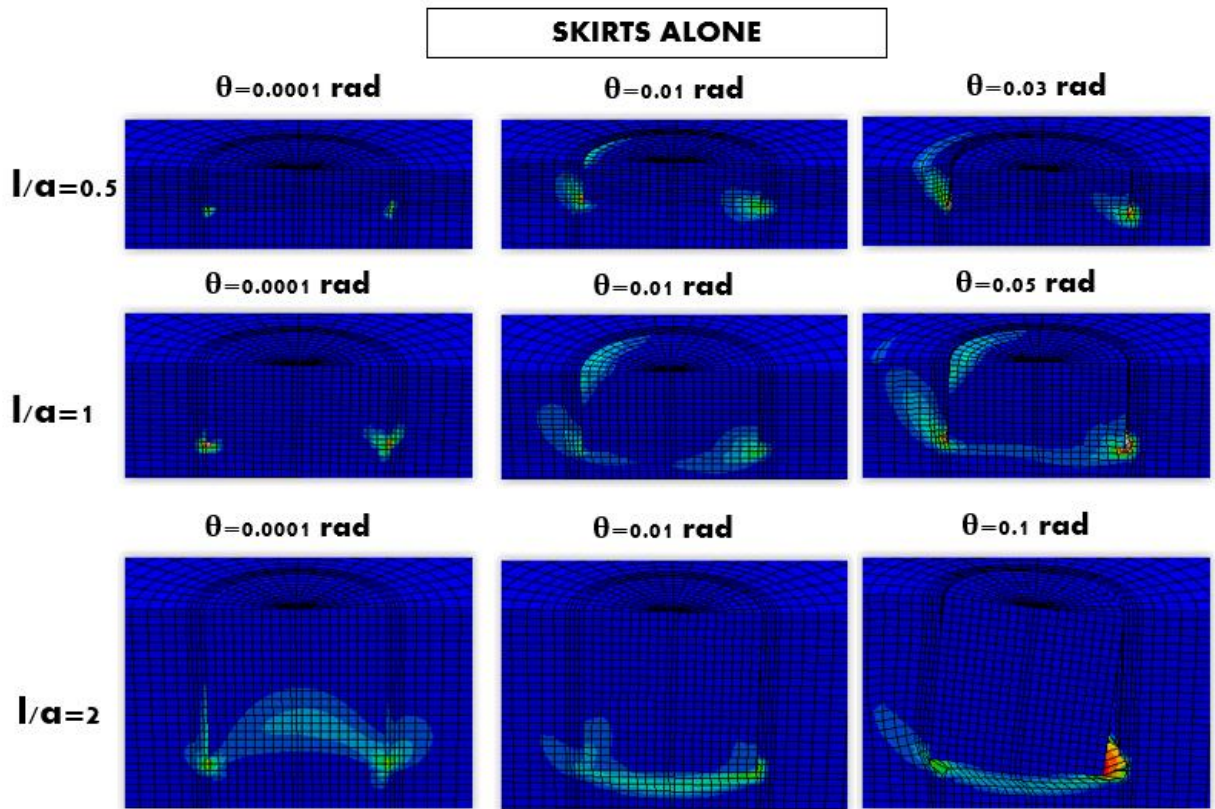 SKIRTS ALONE
θ=0.0001 rad θ=0.01 rad θ=0.03 rad
l/a=0.5
θ=0.0001 rad θ=0.01 rad θ=0.05 rad
l/a=1
θ=0.0001 rad θ=0.01 rad θ=0.1 rad
l/a=2